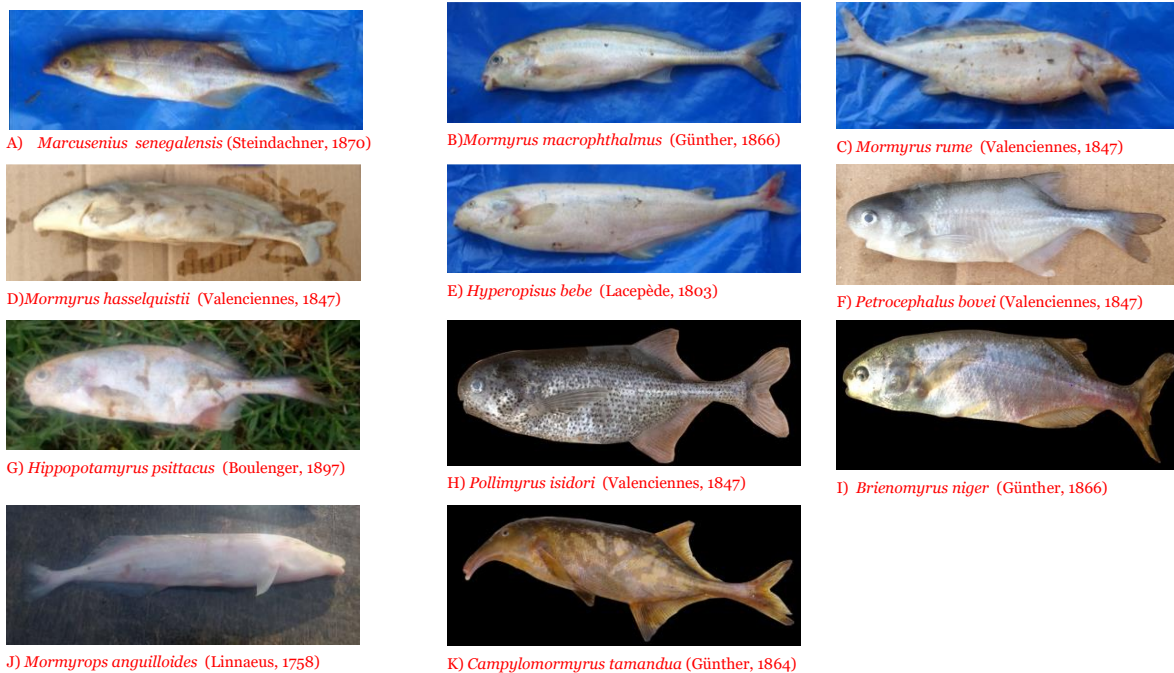 A) Marcusenius senegalensis (Steindachner, 1870)
B)Mormyrus macrophthalmus (Günther, 1866)
C) Mormyrus rume (Valenciennes, 1847)
D)Mormyrus hasselquistii (Valenciennes, 1847)
E) Hyperopisus bebe (Lacepède, 1803)
F) Petrocephalus bovei (Valenciennes, 1847)
G) Hippopotamyrus psittacus (Boulenger, 1897)
H) Pollimyrus isidori (Valenciennes, 1847)
I) Brienomyrus niger (Günther, 1866)
J) Mormyrops anguilloides (Linnaeus, 1758)
K) Campylomormyrus tamandua (Günther, 1864)